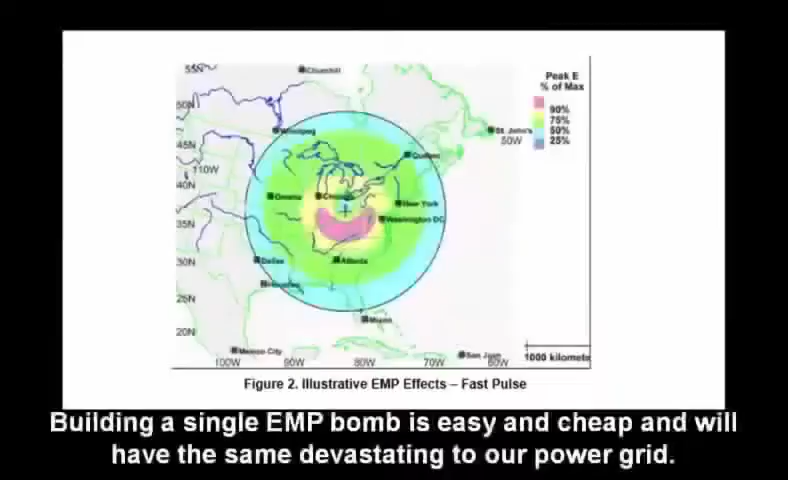 55N
Churchill
Peak E
% of Max
50N
90%
75%
50%
25%
Winnipeg
St. John's
50W
45N
Quebec
110W
40N
Omaha
Chicago
New York
Washington DC
35N
30N
Dallas
Atlanta
Houston
25N
Miami
20N
Mexico City
San Juan
1000 kilomete
100W
90W
80W
70W
60W
Figure 2. Illustrative EMP Effects – Fast Pulse
Building a single EMP bomb is easy and cheap and will
have the same devastating to our power grid.